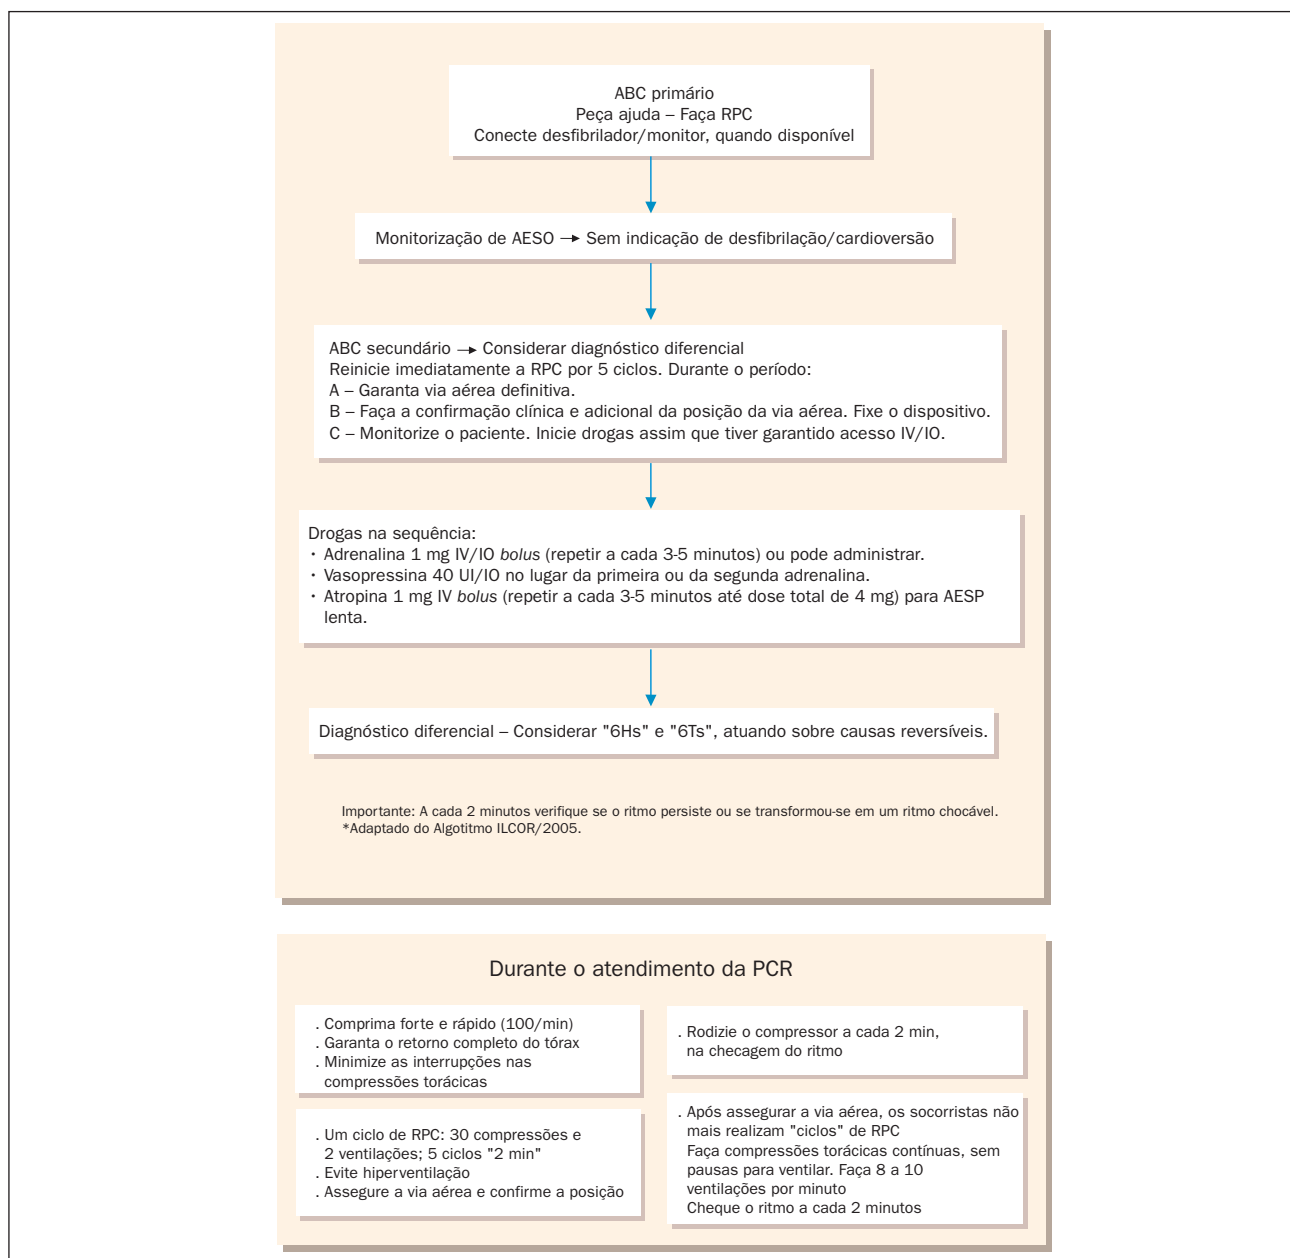 ABC primário
Peça ajuda – Faça RPC
Conecte desfibrilador/monitor, quando disponível
Monitorização de AESO → Sem indicação de desfibrilação/cardioversão
ABC secundário → Considerar diagnóstico diferencial
Reinicie imediatamente a RPC por 5 ciclos. Durante o período:
A – Garanta via aérea definitiva.
B – Faça a confirmação clínica e adicional da posição da via aérea. Fixe o dispositivo.
C – Monitorize o paciente. Inicie drogas assim que tiver garantido acesso IV/IO.
Drogas na sequência:
· Adrenalina 1 mg IV/IO bolus (repetir a cada 3-5 minutos) ou pode administrar.
· Vasopressina 40 UI/IO no lugar da primeira ou da segunda adrenalina.
· Atropina 1 mg IV bolus (repetir a cada 3-5 minutos até dose total de 4 mg) para AESP
lenta.
Diagnóstico diferencial – Considerar "6Hs" e "6Ts", atuando sobre causas reversíveis.
Importante: A cada 2 minutos verifique se o ritmo persiste ou se transformou-se em um ritmo chocável.
*Adaptado do Algotitmo ILCOR/2005.
Durante o atendimento da PCR
. Comprima forte e rápido (100/min)
. Garanta o retorno completo do tórax
. Minimize as interrupções nas
compressões torácicas
. Um ciclo de RPC: 30 compressões e
2 ventilações; 5 ciclos "2 min"
. Evite hiperventilação
. Assegure a via aérea e confirme a posição
. Rodizie o compressor a cada 2 min,
na checagem do ritmo
. Após assegurar a via aérea, os socorristas não
mais realizam "ciclos" de RPC
Faça compressões torácicas contínuas, sem
pausas para ventilar. Faça 8 a 10
ventilações por minuto
Cheque o ritmo a cada 2 minutos